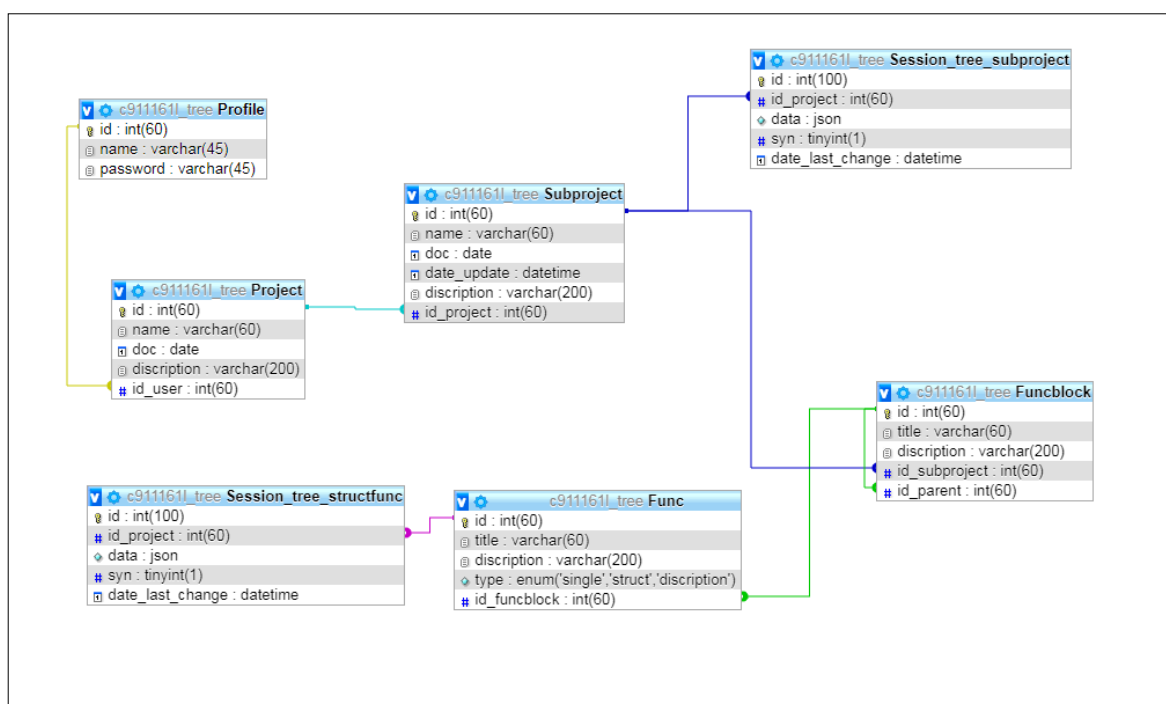 c911161l_tree Profile
id : int(60)
name : varchar(45)
password : varchar(45)
c911161l_tree Session_tree_subproject
id : int(100)
id_project : int(60)
data : json
syn : tinyint(1)
date_last_change : datetime
c911161l_tree Subproject
id : int(60)
name : varchar(60)
doc : date
date_update : datetime
discription : varchar(200)
id_project : int(60)
c911161l_tree Project
id : int(60)
name : varchar(60)
doc : date
discription : varchar(200)
id_user : int(60)
c911161l_tree Funcblock
id : int(60)
title : varchar(60)
discription : varchar(200)
id_subproject : int(60)
id_parent : int(60)
c911161l_tree Session_tree_structfunc
id : int(100)
id_project : int(60)
data : json
syn : tinyint(1)
date_last_change : datetime
c911161l_tree Func
id : int(60)
title : varchar(60)
discription : varchar(200)
type : enum('single','struct','discription')
id_funcblock : int(60)